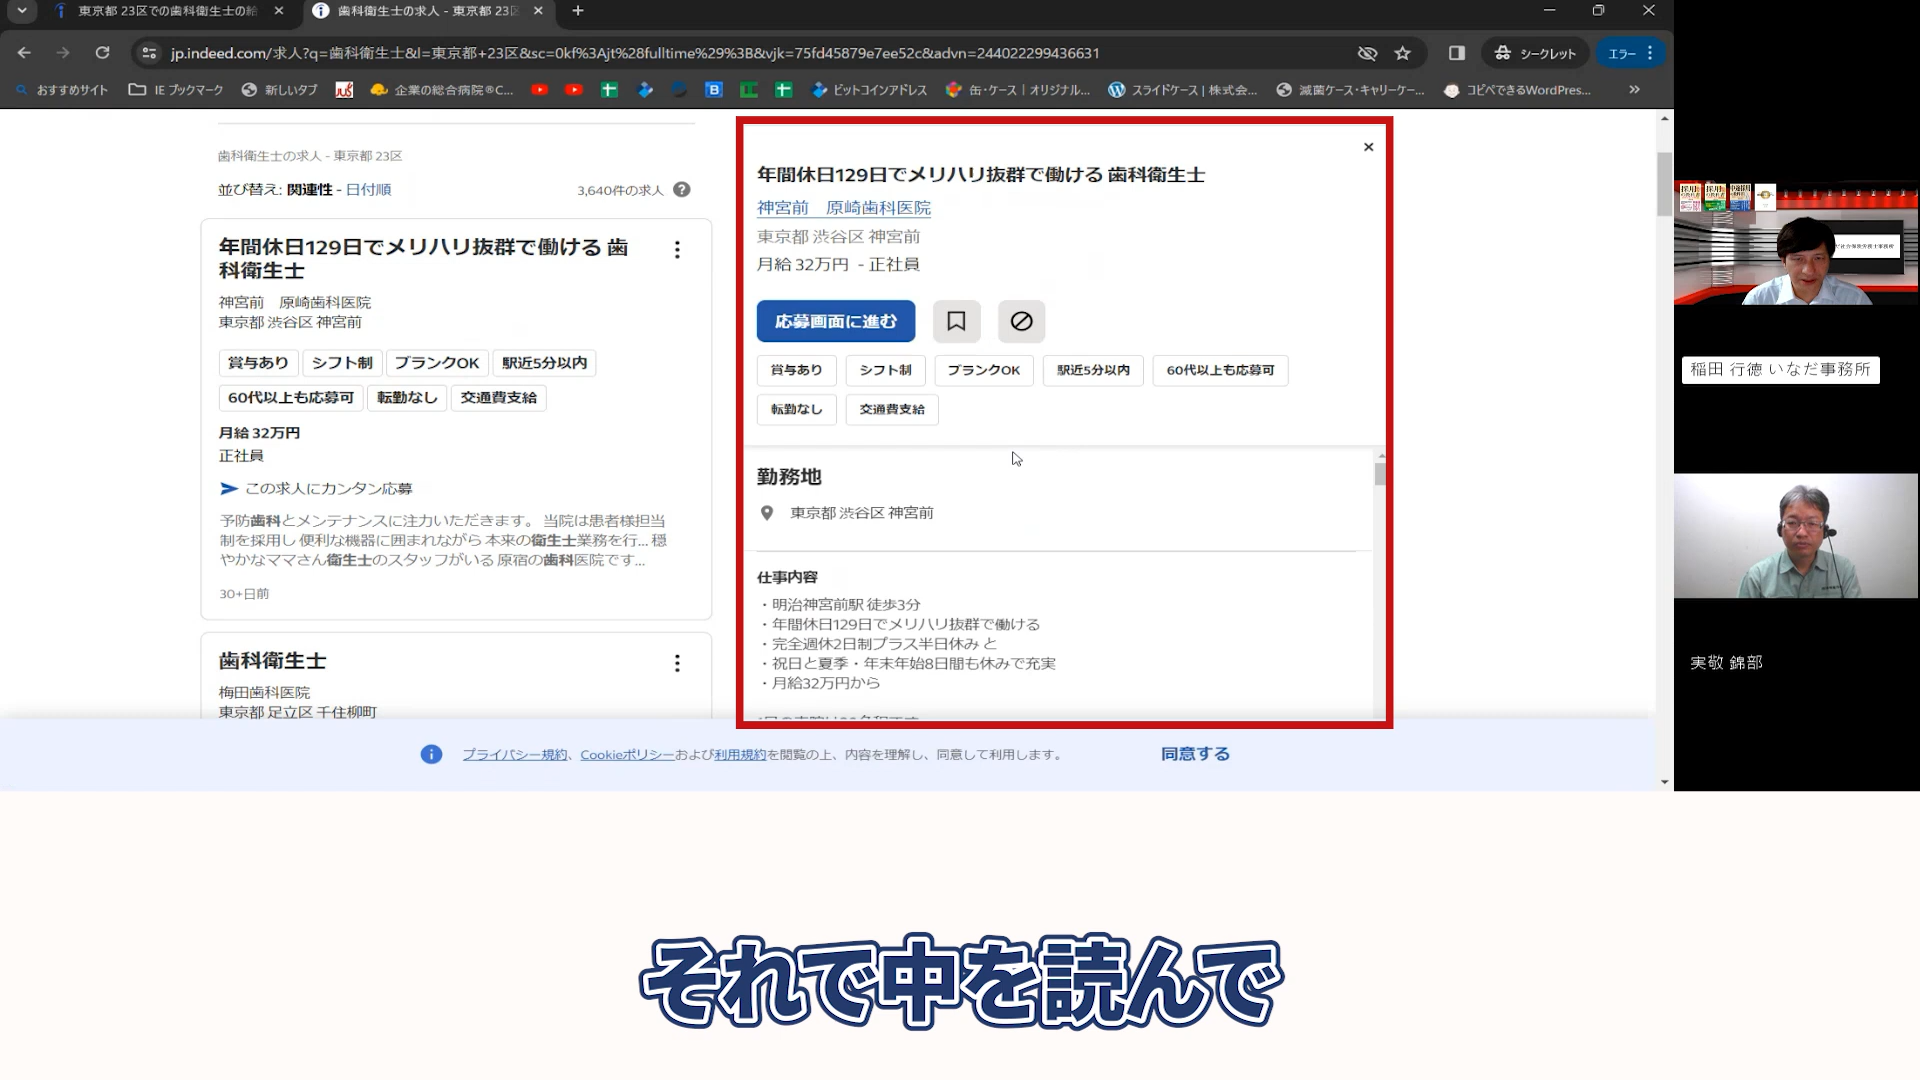 東京都 23区での歯科衛生士の給
歯科衛生士の求人 - 東京都 23区
jp.indeed.com/求人?q=歯科衛生士&l=東京都+23区&sc=0kf%3Ajt%28fulltime%29%3B&vjk=75fd45879e7ee52c&advn=244022299436631
シークレット
エラー
おすすめサイト
IE ブックマーク
新しいタブ
企業の総合病院®C...
ビットコインアドレス
缶･ケース | オリジナル...
スライドケース | 株式会...
滅菌ケース･キャリーケー...
コピペできるWordPres...
歯科衛生士の求人 - 東京都 23区
並び替え: 関連性 - 日付順
3,640件の求人
年間休日129日でメリハリ抜群で働ける 歯
科衛生士
神宮前　原崎歯科医院
東京都 渋谷区 神宮前
賞与あり シフト制 ブランクOK 駅近5分以内
60代以上も応募可 転勤なし 交通費支給
月給 32万円
正社員
この求人にカンタン応募
予防歯科とメンテナンスに注力いただきます。 当院は患者様担当
制を採用し 便利な機器に囲まれながら 本来の衛生士業務を行... 穏
やかなママさん衛生士のスタッフがいる 原宿の歯科医院です...
30+日前
歯科衛生士
梅田歯科医院
東京都 足立区 千住柳町
年間休日129日でメリハリ抜群で働ける 歯科衛生士
神宮前　原崎歯科医院
東京都 渋谷区 神宮前
月給 32万円 - 正社員
応募画面に進む
賞与あり シフト制 ブランクOK 駅近5分以内 60代以上も応募可
転勤なし 交通費支給
勤務地
東京都 渋谷区 神宮前
仕事内容
・明治神宮前駅 徒歩3分
・年間休日129日でメリハリ抜群で働ける
・完全週休2日制プラス半日休み と
・祝日と夏季・年末年始8日間も休みで充実
・月給32万円から
プライバシー規約、Cookieポリシーおよび利用規約を閲覧の上、内容を理解し、同意して利用します。
同意する
稲田 行徳 いなだ事務所
実敬 錦部
それで中を読んで